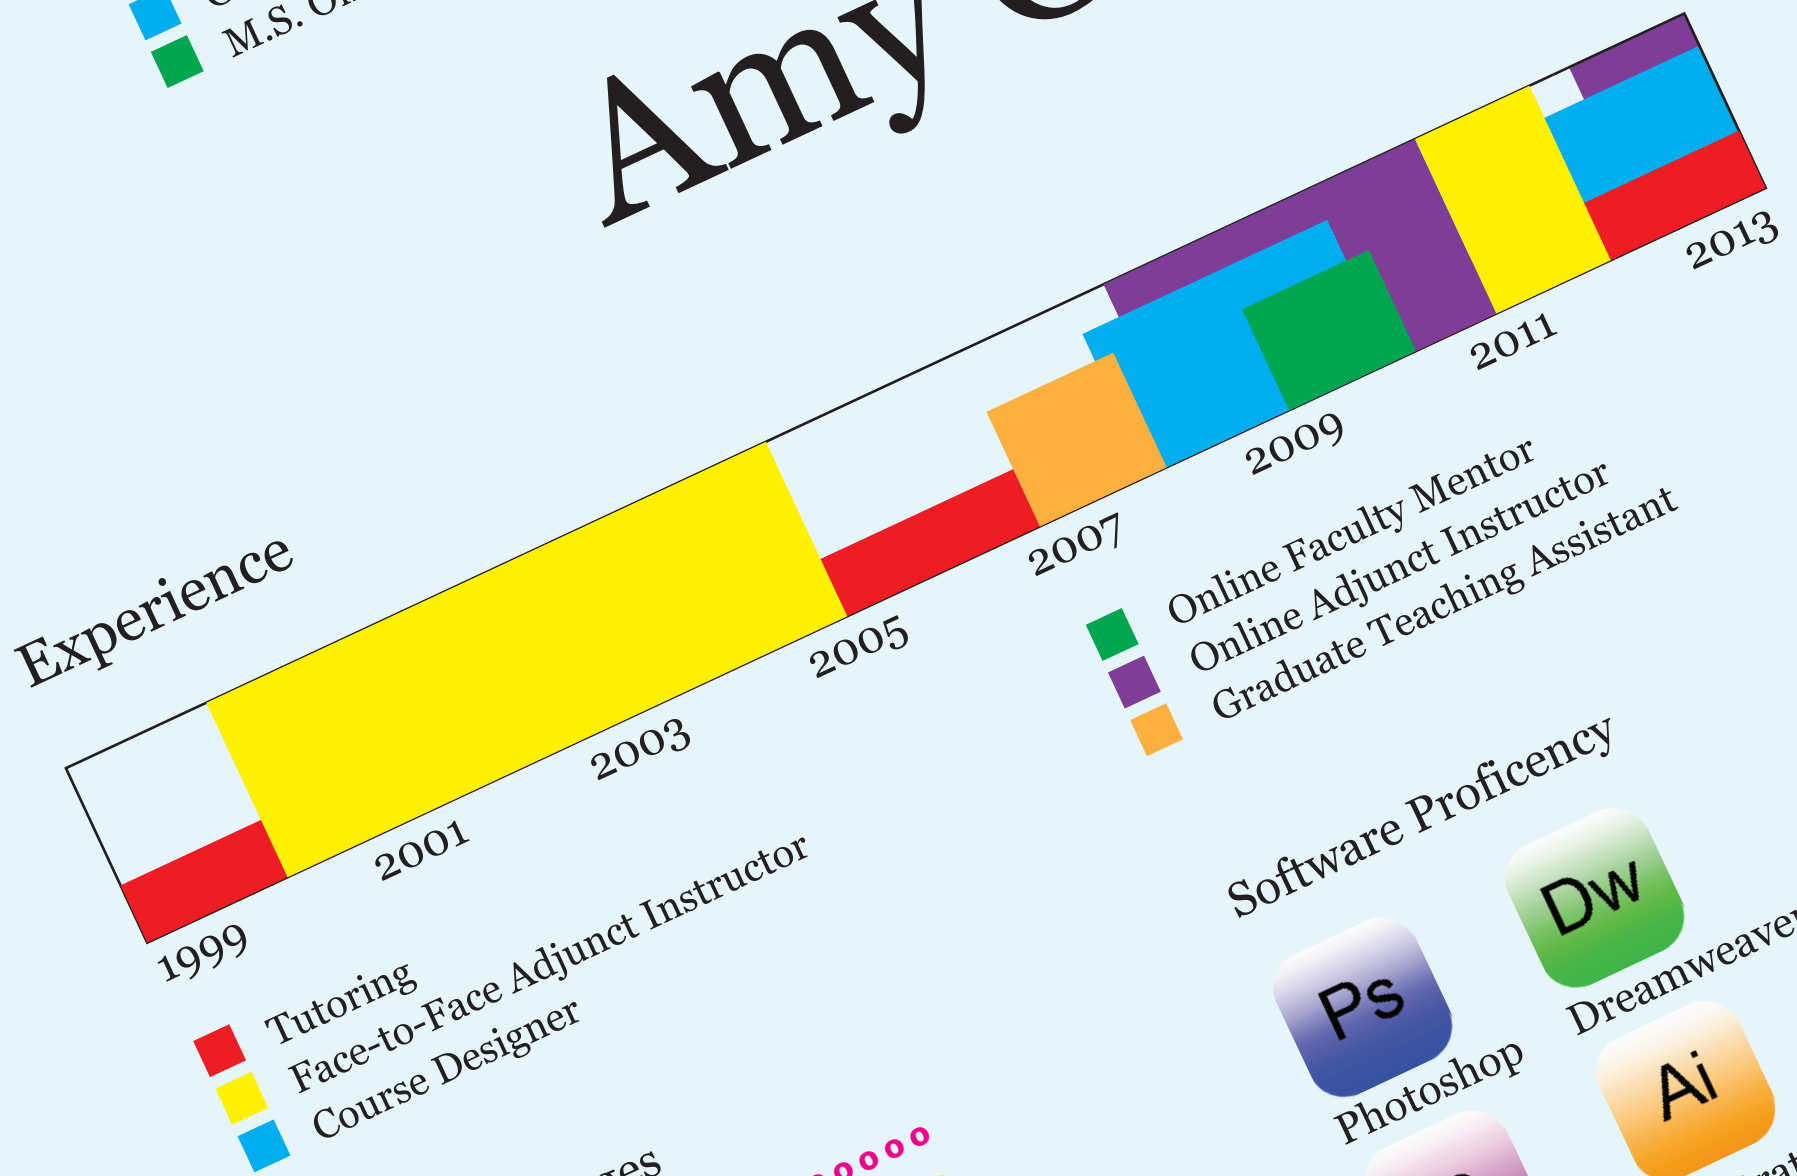 M.S.
Amy
Experience
1999
2001
2003
2005
2007
2009
2011
2013
Tutoring
Face-to-Face Adjunct Instructor
Course Designer
Online Faculty Mentor
Online Adjunct Instructor
Graduate Teaching Assistant
Software Proficency
Ps
Photoshop
Dw
Dreamweaver
Ai